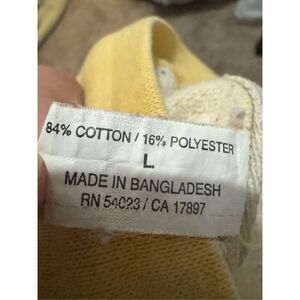 84% COTTON / 16% POLYESTER
L
MADE IN BANGLADESH
RN 54023 / CA 17897